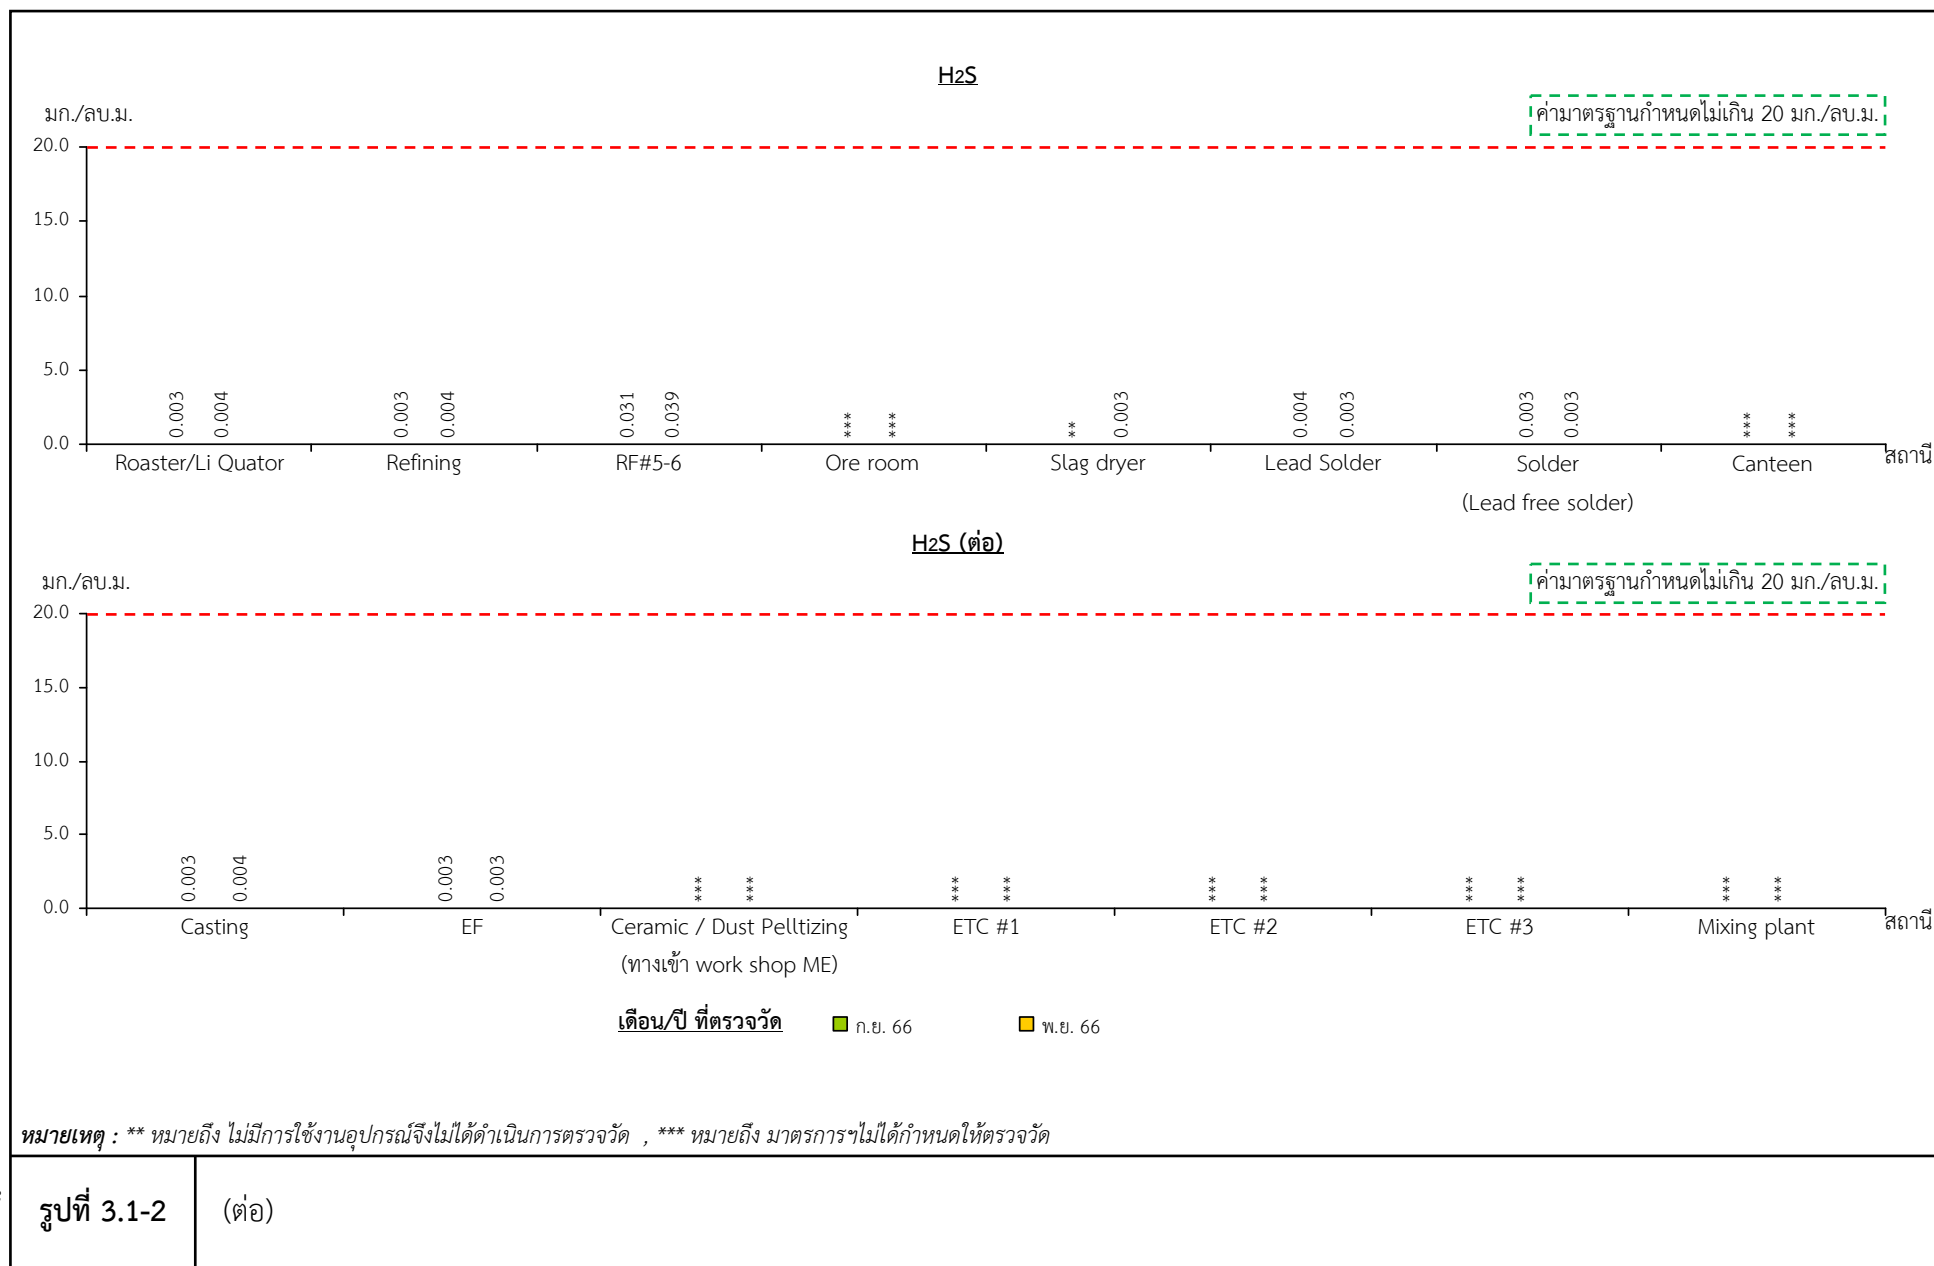 H2S
มก./ลบ.ม.
ค่ามาตรฐานกำหนดไม่เกิน 20 มก./ลบ.ม.
20.0
15.0
10.0
5.0
0.0
0.003 0.004 0.003 0.004 0.031 0.039 *** *** ** 0.003 0.004 0.003 0.003 0.003 *** ***
Roaster/Li Quator Refining RF#5-6 Ore room Slag dryer Lead Solder Solder Canteen สถานี
(Lead free solder)
H2S (ต่อ)
มก./ลบ.ม.
ค่ามาตรฐานกำหนดไม่เกิน 20 มก./ลบ.ม.
20.0
15.0
10.0
5.0
0.0
0.003 0.004 0.003 0.003 *** *** *** *** *** *** *** *** *** ***
Casting EF Ceramic / Dust Pelltizing ETC #1 ETC #2 ETC #3 Mixing plant สถานี
(ทางเข้า work shop ME)
เดือน/ปี ที่ตรวจวัด ก.ย. 66 พ.ย. 66
หมายเหตุ : ** หมายถึง ไม่มีการใช้งานอุปกรณ์จึงไม่ได้ดำเนินการตรวจวัด , *** หมายถึง มาตรการฯไม่ได้กำหนดให้ตรวจวัด
รูปที่ 3.1-2 (ต่อ)